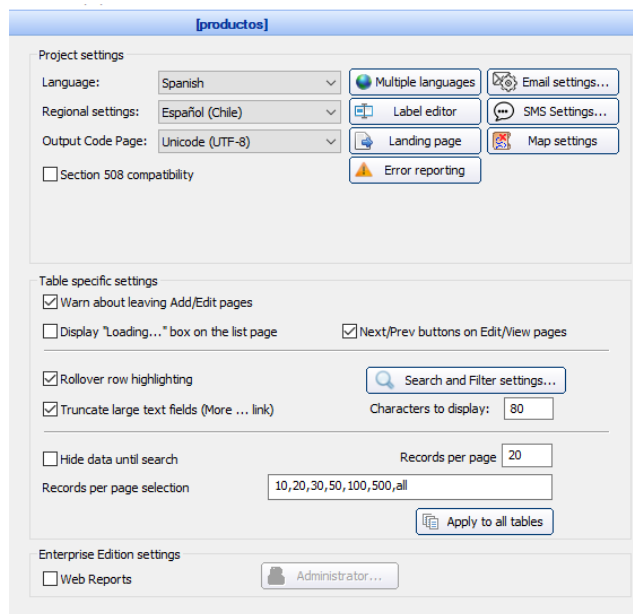 [productos]
Project settings
Language: Spanish Multiple languages Email settings...
Regional settings: Español (Chile) Label editor SMS Settings...
Output Code Page: Unicode (UTF-8) Landing page Map settings
Section 508 compatibility Error reporting
Table specific settings
Warn about leaving Add/Edit pages
Display "Loading..." box on the list page Next/Prev buttons on Edit/View pages
Rollover row highlighting Search and Filter settings...
Truncate large text fields (More ... link) Characters to display: 80
Hide data until search Records per page 20
Records per page selection 10,20,30,50,100,500,all
Apply to all tables
Enterprise Edition settings
Web Reports Administrator...